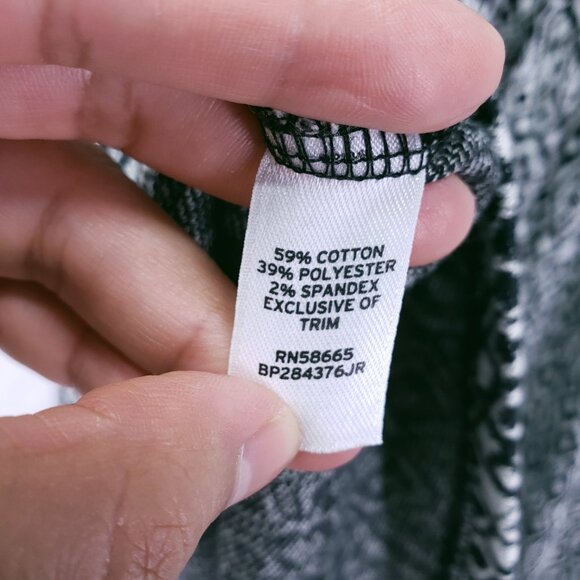 59% COTTON
39% POLYESTER
2% SPANDEX
EXCLUSIVE OF
TRIM
RN58665
BP284376JR